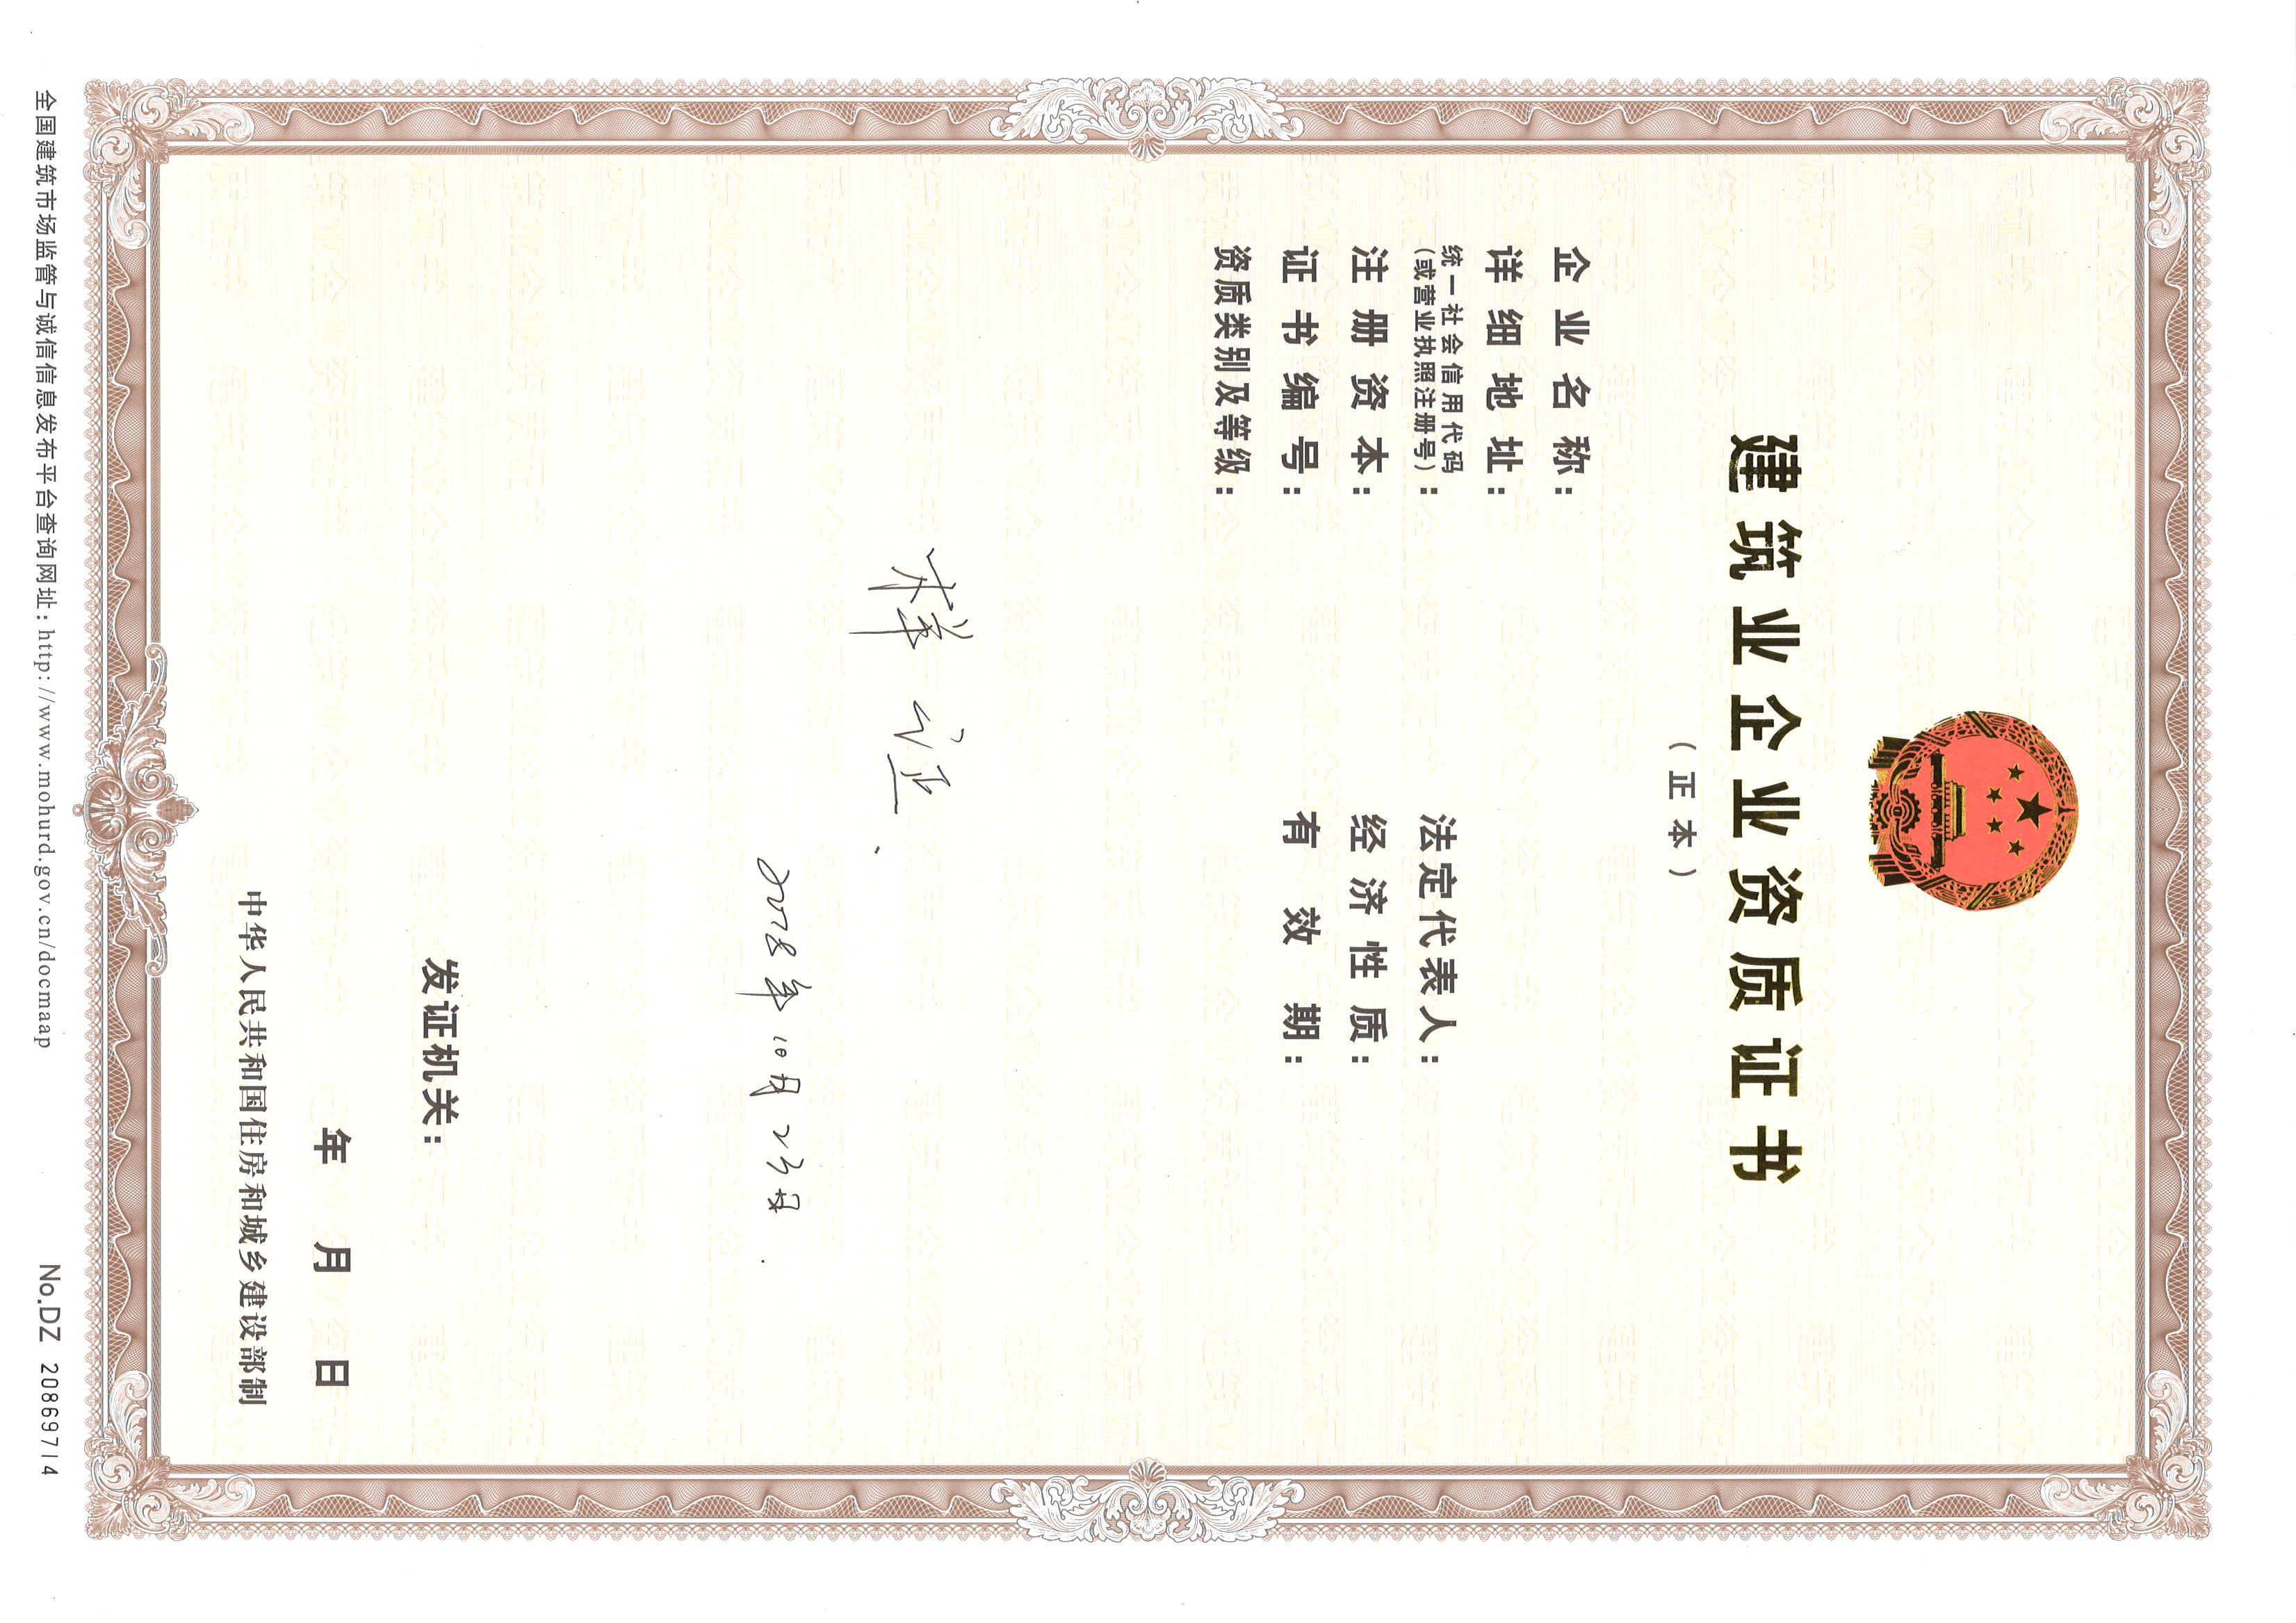 建筑业企业资质证书
（正本）
企业名称：
详细地址：
统一社会信用代码
(或营业执照注册号)：
法定代表人：
注册资本：
经济性质：
证书编号：
有效期：
资质类别及等级：
样证.
2018年10月23日.
发证机关：
年 月 日
中华人民共和国住房和城乡建设部制
全国建筑市场监管与诚信信息发布平台查询网址：http://www.mohurd.gov.cn/docmaap
No.DZ 20869714